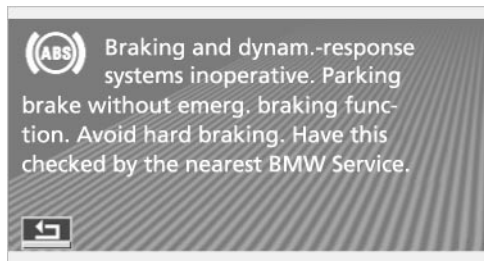 ABS Braking and dynam.-response
systems inoperative. Parking
brake without emerg. braking func-
tion. Avoid hard braking. Have this
checked by the nearest BMW Service.